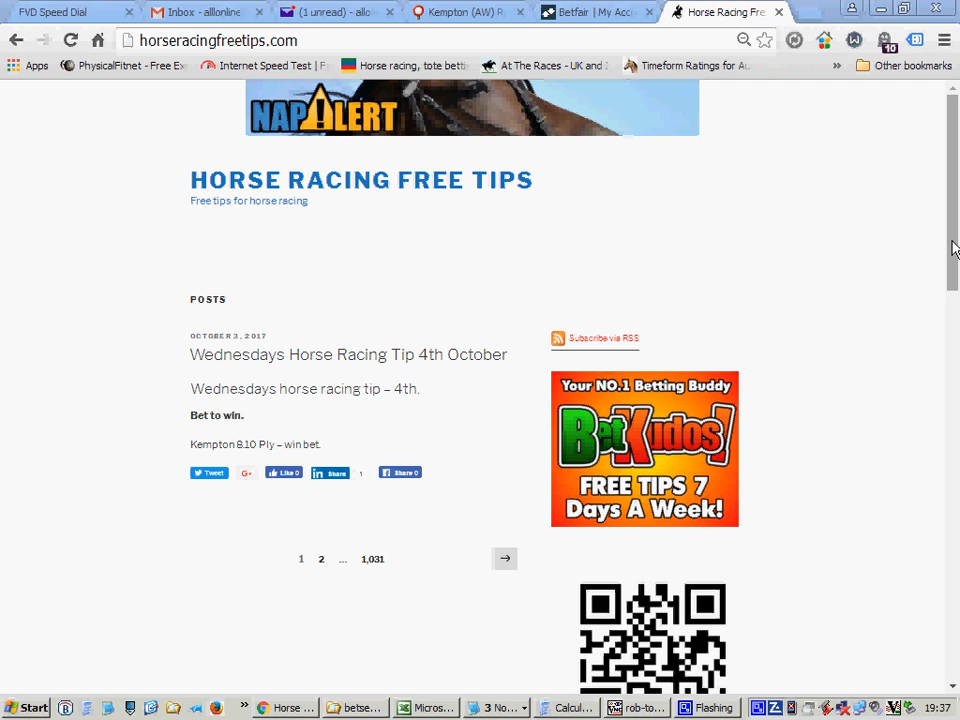 FVD Speed Dial
Inbox - alllonline
(1 unread) - allo
Kempton (AW) R
Betfair | My Acc
Horse Racing Fre
horseracingfreetips.com
10
Apps
PhysicalFitnet - Free Ex
Internet Speed Test | F
Horse racing, tote betti
At The Races - UK and
Timeform Ratings for Au
»
Other bookmarks
NAP ALERT
HORSE RACING FREE TIPS
Free tips for horse racing
POSTS
OCTOBER 3, 2017
Wednesdays Horse Racing Tip 4th October
Wednesdays horse racing tip – 4th.
Bet to win.
Kempton 8.10 Ply – win bet.
Tweet
G+
Like 0
in Share
1
Share 0
1 2 … 1,031 →
Subscribe via RSS
Your NO.1 Betting Buddy
BetKudos!
FREE TIPS 7
Days A Week!
Start
»
Horse ...
betse...
Micros...
3 No...
Calcul...
rob-to...
Flashing
19:37